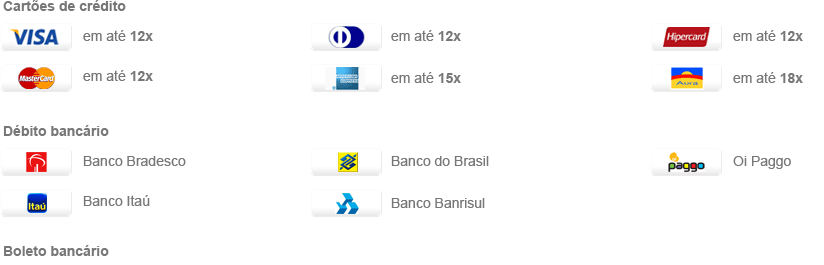 Cartões de crédito
VISA em até 12x em até 12x Hipercard em até 12x
MasterCard em até 12x em até 15x Aura em até 18x
Débito bancário
Banco Bradesco Banco do Brasil paggo Oi Paggo
Itaú Banco Itaú Banco Banrisul
Boleto bancário